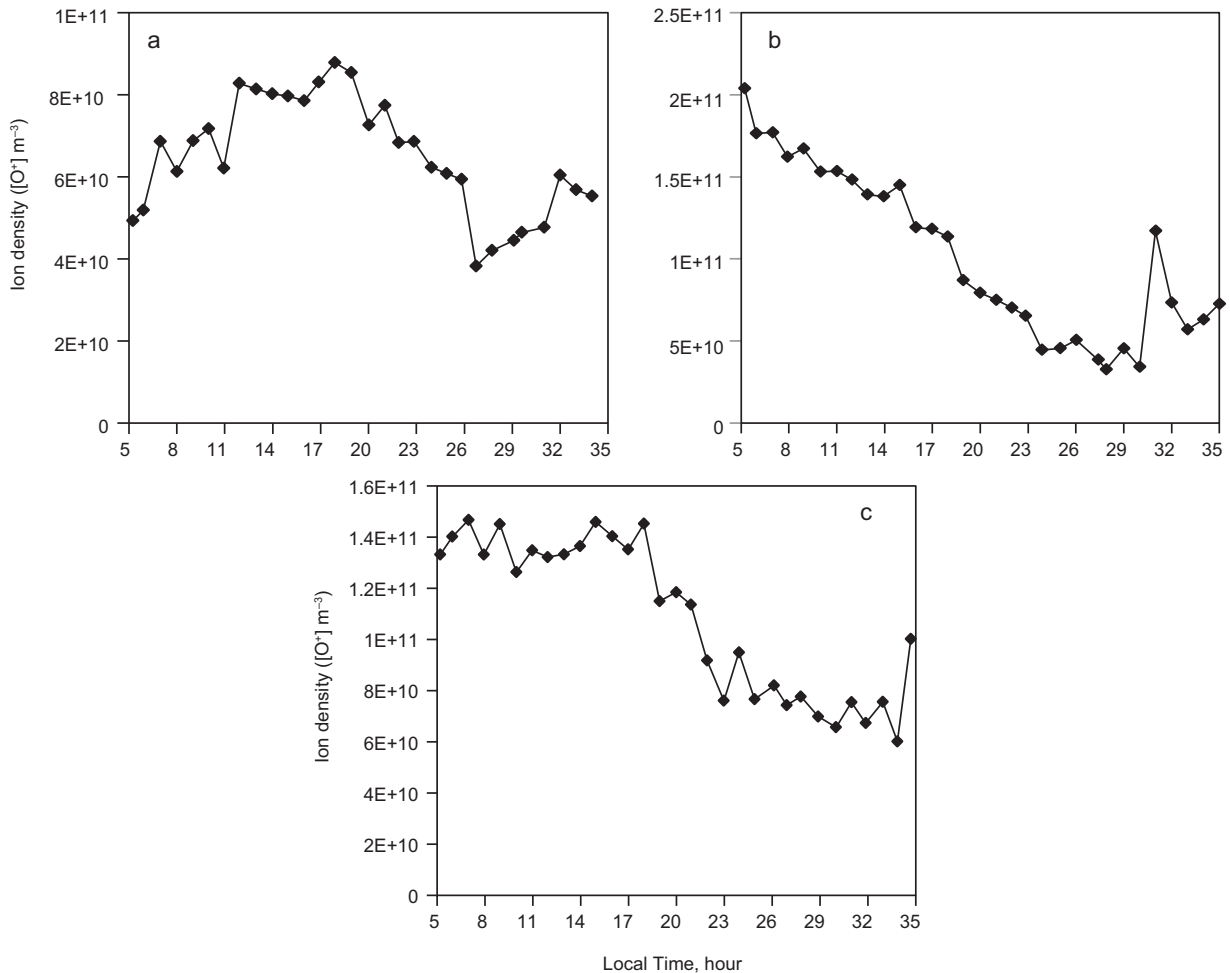 a
1E+11
8E+10
6E+10
4E+10
2E+10
0
5 8 11 14 17 20 23 26 29 32 35
Ion density ([O⁺] m⁻³)
b
2.5E+11
2E+11
1.5E+11
1E+11
5E+10
0
5 8 11 14 17 20 23 26 29 32 35
c
1.6E+11
1.4E+11
1.2E+11
1E+11
8E+10
6E+10
4E+10
2E+10
0
5 8 11 14 17 20 23 26 29 32 35
Ion density ([O⁺] m⁻³)
Local Time, hour